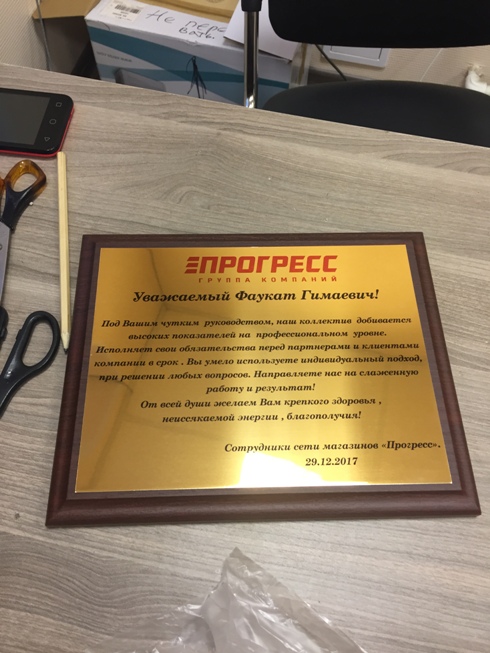 Не пере
вать
ПРОГРЕСС
ГРУППА КОМПАНИЙ
Уважаемый Фаукат Гимаевич!
Под Вашим чутким руководством, наш коллектив добивается
высоких показателей на профессиональном уровне.
Исполняет свои обязательства перед партнерами и клиентами
компании в срок . Вы умело используете индивидуальный подход,
при решении любых вопросов. Направляете нас на слаженную
работу и результат!
От всей души желаем Вам крепкого здоровья ,
неиссякаемой энергии , благополучия!
Сотрудники сети магазинов «Прогресс».
29.12.2017